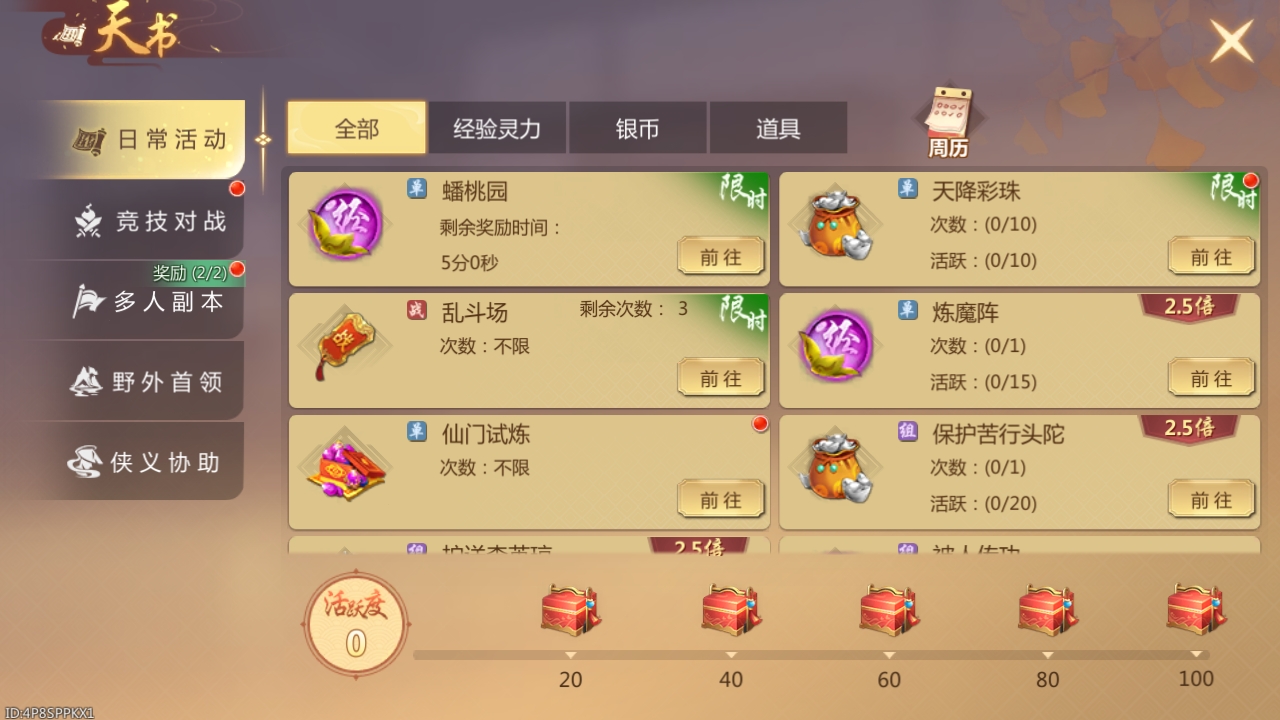 天书
日常活动
竞技对战
奖励 (2/2)
多人副本
野外首领
侠义协助
全部
经验灵力
银币
道具
周历
单
蟠桃园
限时
剩余奖励时间：
5分0秒
前往
单
天降彩珠
限时
次数：(0/10)
活跃：(0/10)
前往
战
乱斗场
剩余次数： 3
限时
次数：不限
前往
单
炼魔阵
2.5倍
次数：(0/1)
活跃：(0/15)
前往
单
仙门试炼
次数：不限
前往
组
保护苦行头陀
2.5倍
次数：(0/1)
活跃：(0/20)
前往
2.5倍
活跃度
0
20
40
60
80
100
ID:4P8SPPKX1